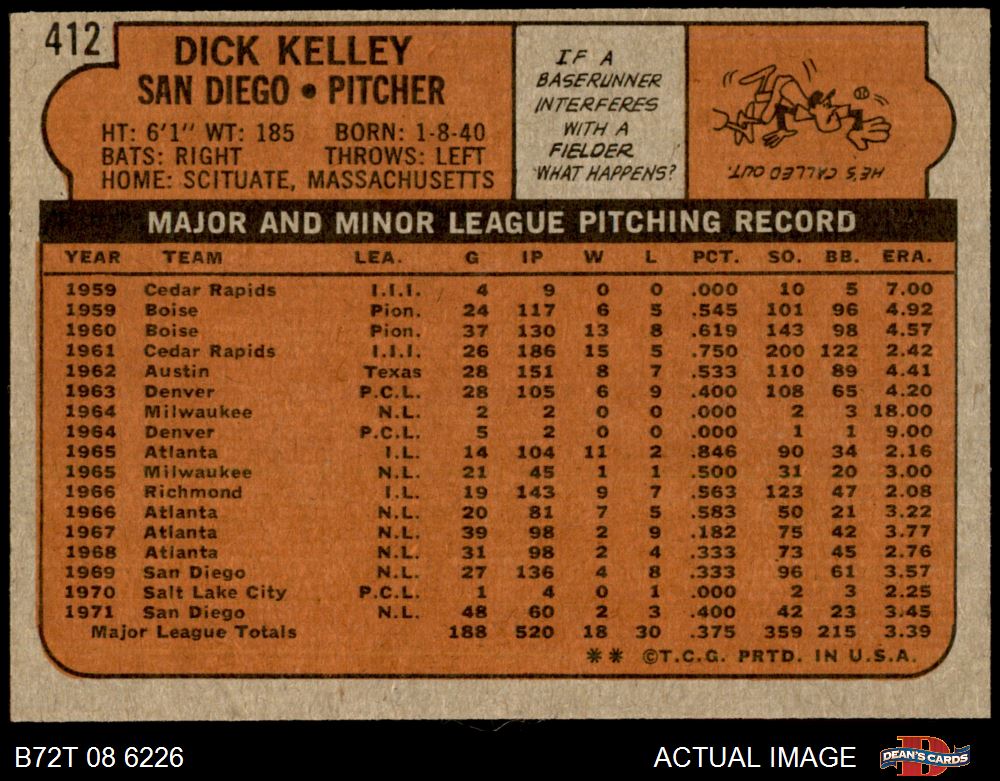 412
DICK KELLEY
SAN DIEGO • PITCHER
HT: 6'1" WT: 185 BORN: 1-8-40
BATS: RIGHT THROWS: LEFT
HOME: SCITUATE, MASSACHUSETTS
IF A
BASERUNNER
INTERFERES
WITH A
FIELDER
WHAT HAPPENS?
HE'S CALLED OUT.
MAJOR AND MINOR LEAGUE PITCHING RECORD
YEAR TEAM LEA. G IP W L PCT. SO. BB. ERA.
1959 Cedar Rapids I.I.I. 4 9 0 0 .000 10 5 7.00
1959 Boise Pion. 24 117 6 5 .545 101 96 4.92
1960 Boise Pion. 37 130 13 8 .619 143 98 4.57
1961 Cedar Rapids I.I.I. 26 186 15 5 .750 200 122 2.42
1962 Austin Texas 28 151 8 7 .533 110 89 4.41
1963 Denver P.C.L. 28 105 6 9 .400 108 65 4.20
1964 Milwaukee N.L. 2 2 0 0 .000 2 3 18.00
1964 Denver P.C.L. 5 2 0 0 .000 1 1 9.00
1965 Atlanta I.L. 14 104 11 2 .846 90 34 2.16
1965 Milwaukee N.L. 21 45 1 1 .500 31 20 3.00
1966 Richmond I.L. 19 143 9 7 .563 123 47 2.08
1966 Atlanta N.L. 20 81 7 5 .583 50 21 3.22
1967 Atlanta N.L. 39 98 2 9 .182 75 42 3.77
1968 Atlanta N.L. 31 98 2 4 .333 73 45 2.76
1969 San Diego N.L. 27 136 4 8 .333 96 61 3.57
1970 Salt Lake City P.C.L. 1 4 0 1 .000 2 3 2.25
1971 San Diego N.L. 48 60 2 3 .400 42 23 3.45
Major League Totals 188 520 18 30 .375 359 215 3.39
** ©T.C.G. PRTD. IN U.S.A.
B72T 08 6226 ACTUAL IMAGE DEAN'S CARDS